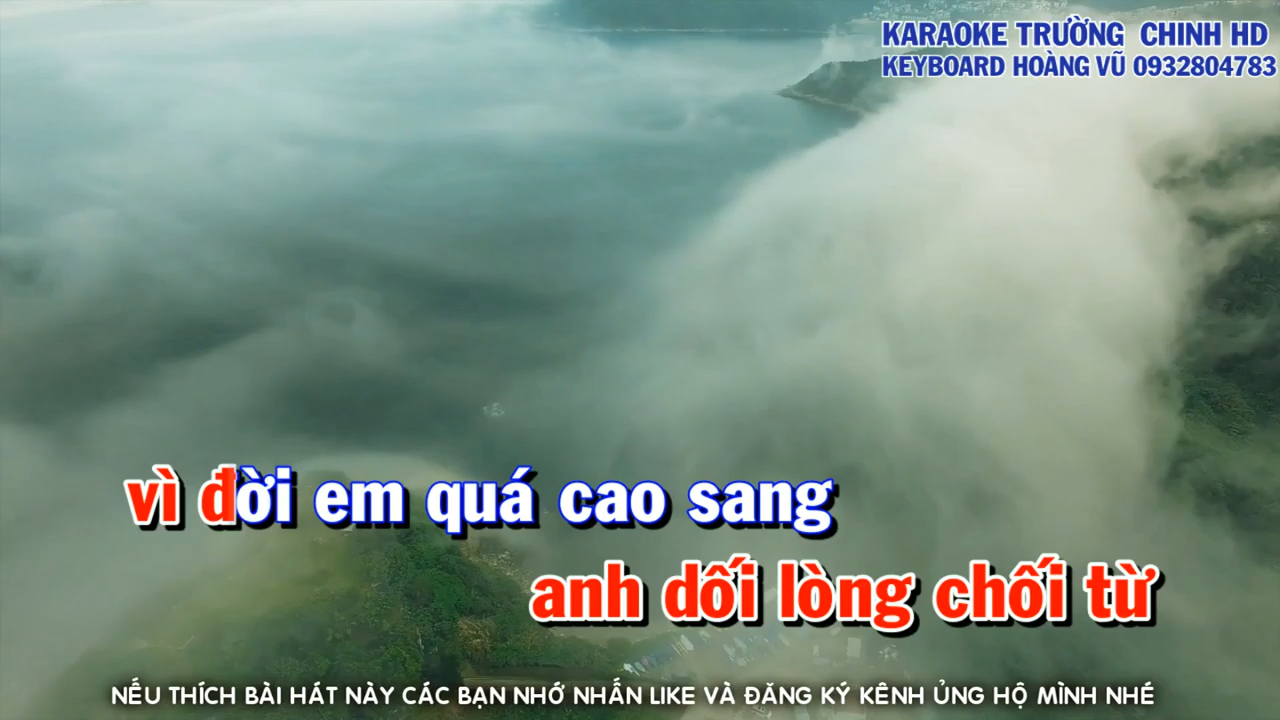 KARAOKE TRƯỜNG CHINH HD
KEYBOARD HOÀNG VŨ 0932804783
vì đời em quá cao sang
anh dối lòng chối từ
NẾU THÍCH BÀI HÁT NÀY CÁC BẠN NHỚ NHẤN LIKE VÀ ĐĂNG KÝ KÊNH ỦNG HỘ MÌNH NHÉ